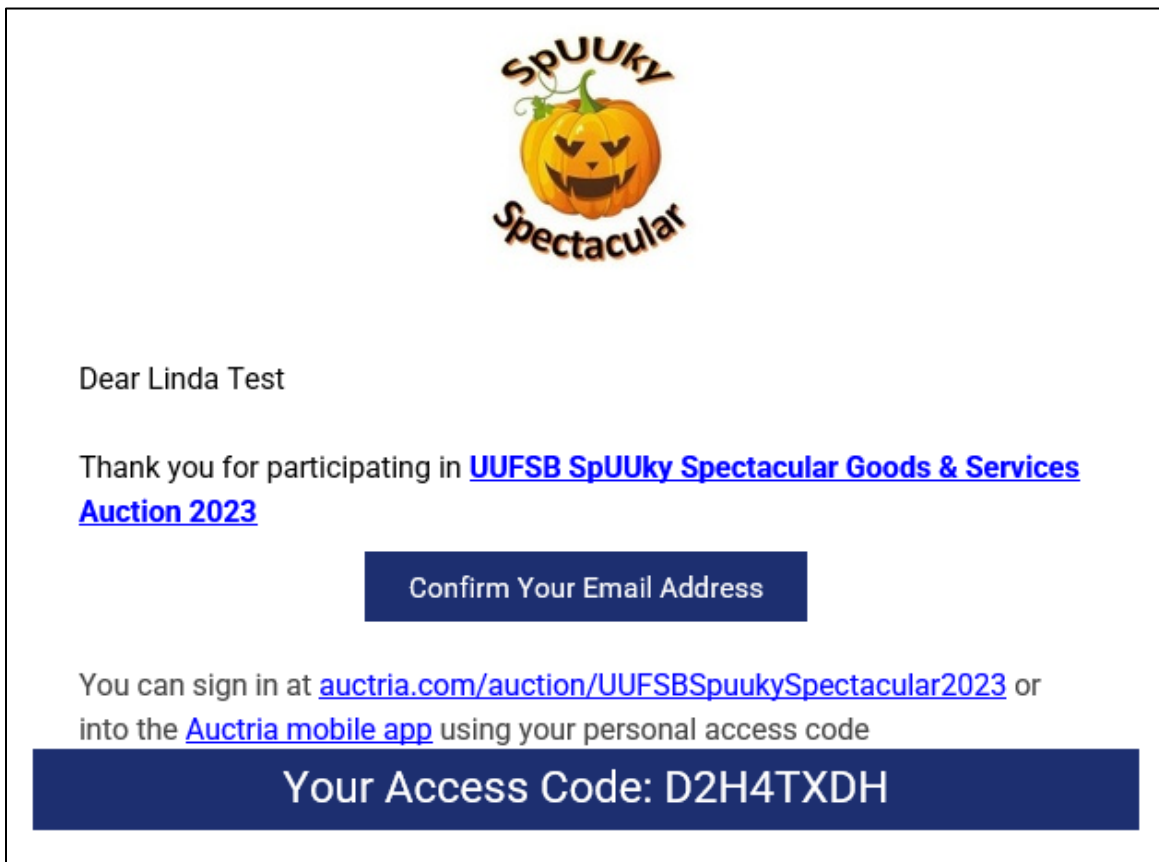 SpUUky
Spectacular
Dear Linda Test
Thank you for participating in UUFSB SpUUky Spectacular Goods & Services
Auction 2023
Confirm Your Email Address
You can sign in at auctria.com/auction/UUFSBSpuukySpectacular2023 or
into the Auctria mobile app using your personal access code
Your Access Code: D2H4TXDH